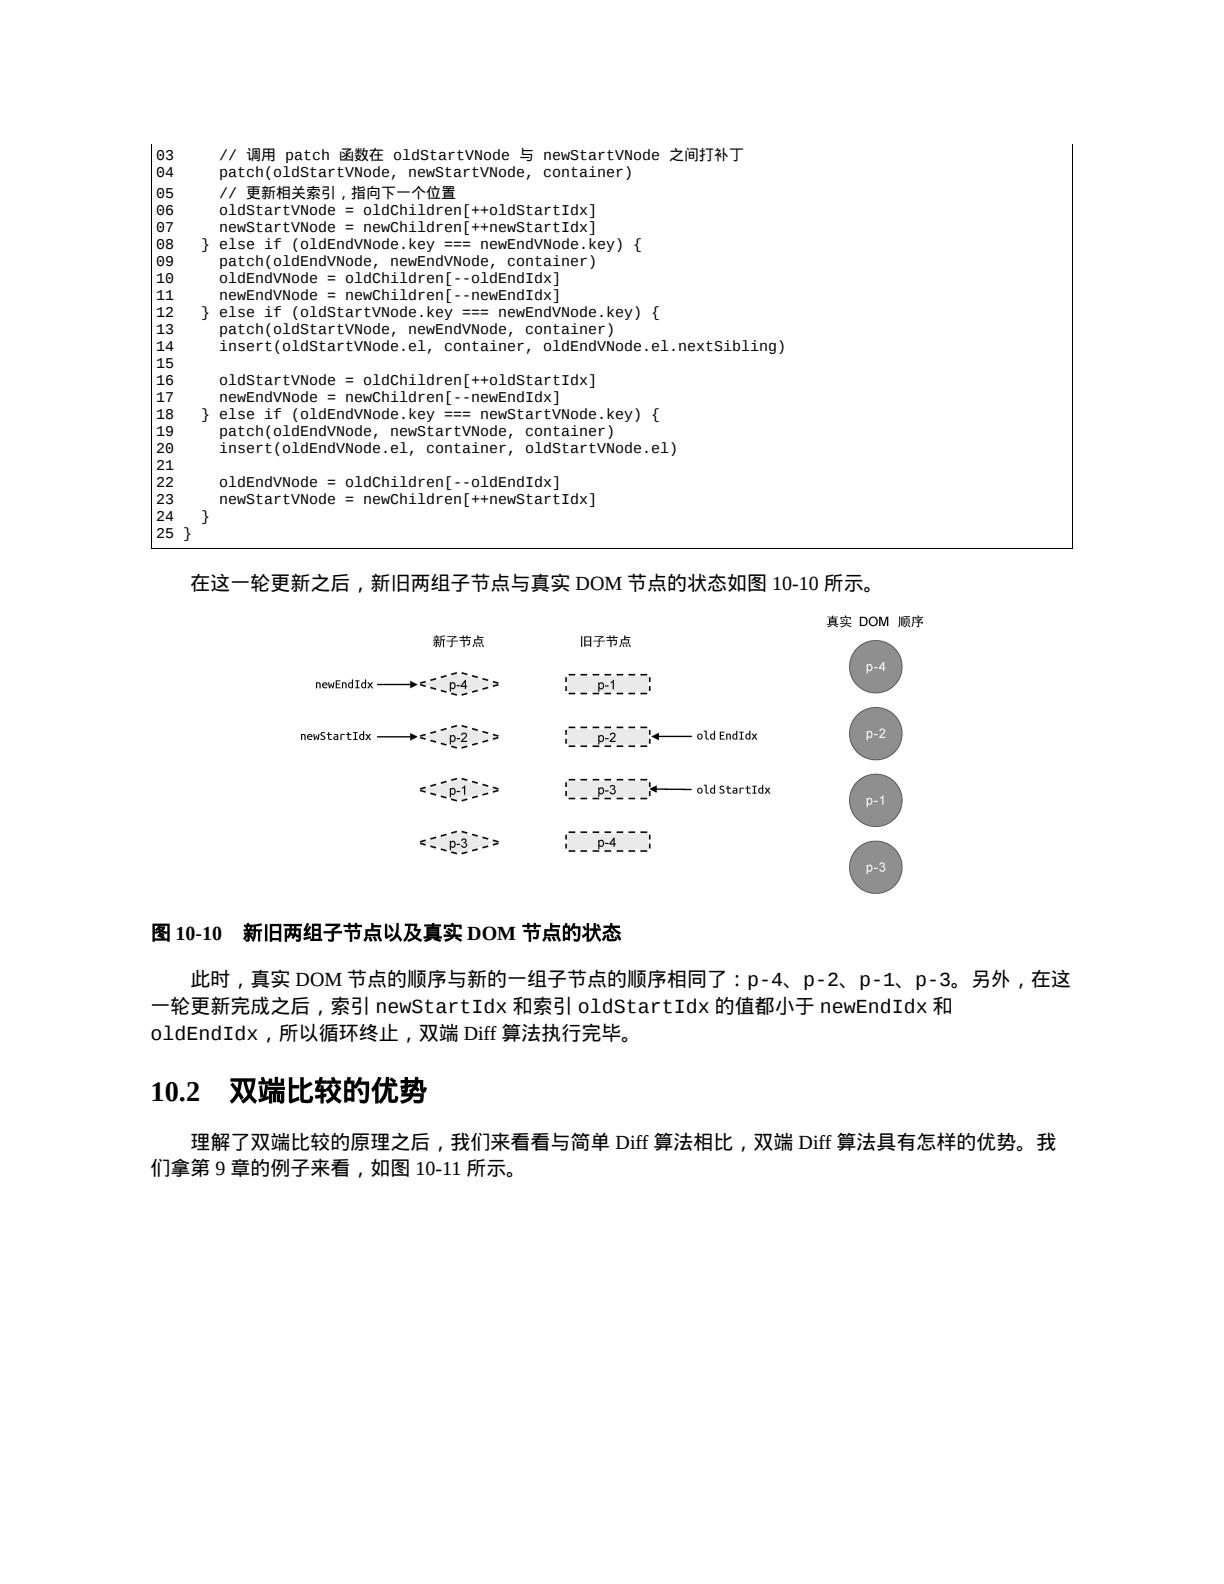 03     // 调用 patch 函数在 oldStartVNode 与 newStartVNode 之间打补丁
04     patch(oldStartVNode, newStartVNode, container)
05     // 更新相关索引，指向下一个位置
06     oldStartVNode = oldChildren[++oldStartIdx]
07     newStartVNode = newChildren[++newStartIdx]
08   } else if (oldEndVNode.key === newEndVNode.key) {
09     patch(oldEndVNode, newEndVNode, container)
10     oldEndVNode = oldChildren[--oldEndIdx]
11     newEndVNode = newChildren[--newEndIdx]
12   } else if (oldStartVNode.key === newEndVNode.key) {
13     patch(oldStartVNode, newEndVNode, container)
14     insert(oldStartVNode.el, container, oldEndVNode.el.nextSibling)
15
16     oldStartVNode = oldChildren[++oldStartIdx]
17     newEndVNode = newChildren[--newEndIdx]
18   } else if (oldEndVNode.key === newStartVNode.key) {
19     patch(oldEndVNode, newStartVNode, container)
20     insert(oldEndVNode.el, container, oldStartVNode.el)
21
22     oldEndVNode = oldChildren[--oldEndIdx]
23     newStartVNode = newChildren[++newStartIdx]
24   }
25 }
在这一轮更新之后，新旧两组子节点与真实 DOM 节点的状态如图 10-10 所示。
真实 DOM 顺序
新子节点 旧子节点
p-4
newEndIdx p-4 p-1
newStartIdx p-2 p-2 old EndIdx
p-2
p-1 p-3 old StartIdx
p-1
p-3 p-4
p-3
图 10-10 新旧两组子节点以及真实 DOM 节点的状态
此时，真实 DOM 节点的顺序与新的一组子节点的顺序相同了：p-4、p-2、p-1、p-3。另外，在这
一轮更新完成之后，索引 newStartIdx 和索引 oldStartIdx 的值都小于 newEndIdx 和
oldEndIdx，所以循环终止，双端 Diff 算法执行完毕。
10.2 双端比较的优势
理解了双端比较的原理之后，我们来看看与简单 Diff 算法相比，双端 Diff 算法具有怎样的优势。我
们拿第 9 章的例子来看，如图 10-11 所示。